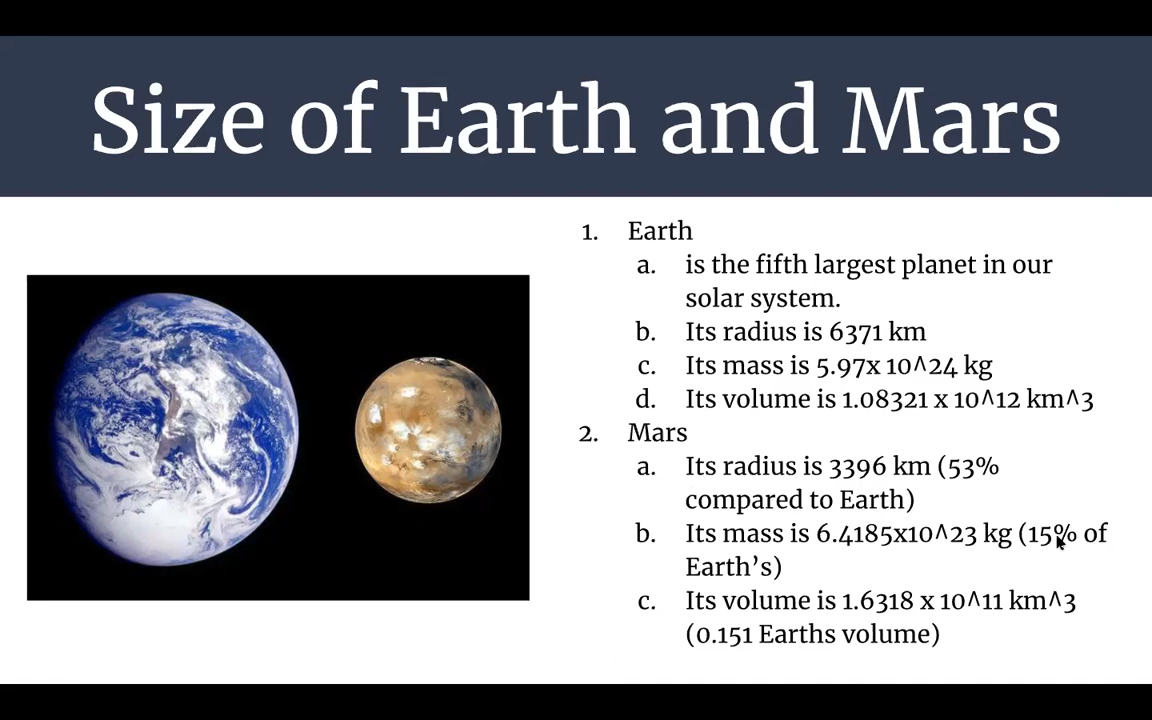 Size of Earth and Mars
1. Earth
a. is the fifth largest planet in our
solar system.
b. Its radius is 6371 km
c. Its mass is 5.97x 10^24 kg
d. Its volume is 1.08321 x 10^12 km^3
2. Mars
a. Its radius is 3396 km (53%
compared to Earth)
b. Its mass is 6.4185x10^23 kg (15% of
Earth’s)
c. Its volume is 1.6318 x 10^11 km^3
(0.151 Earths volume)